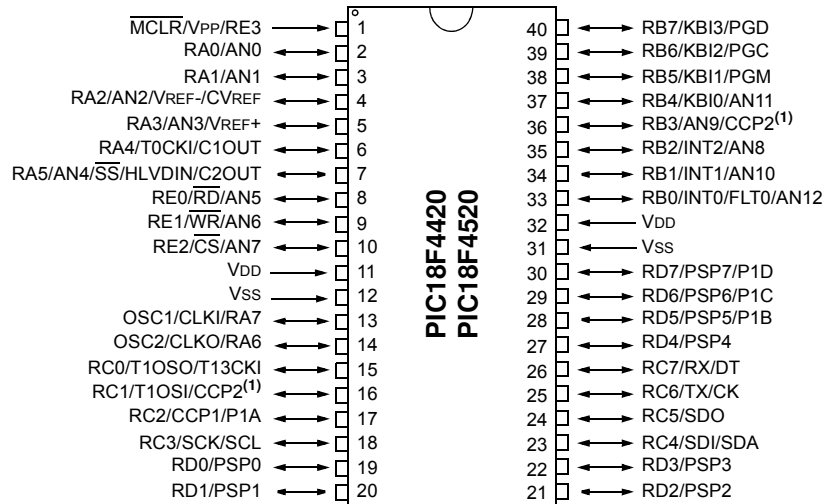 MCLR/VPP/RE3 1 40 RB7/KBI3/PGD
RA0/AN0 2 39 RB6/KBI2/PGC
RA1/AN1 3 38 RB5/KBI1/PGM
RA2/AN2/VREF-/CVREF 4 37 RB4/KBI0/AN11
RA3/AN3/VREF+ 5 36 RB3/AN9/CCP2(1)
RA4/T0CKI/C1OUT 6 35 RB2/INT2/AN8
RA5/AN4/SS/HLVDIN/C2OUT 7 34 RB1/INT1/AN10
RE0/RD/AN5 8 33 RB0/INT0/FLT0/AN12
RE1/WR/AN6 9 32 VDD
RE2/CS/AN7 10 31 VSS
VDD 11 30 RD7/PSP7/P1D
VSS 12 29 RD6/PSP6/P1C
OSC1/CLKI/RA7 13 28 RD5/PSP5/P1B
OSC2/CLKO/RA6 14 27 RD4/PSP4
RC0/T1OSO/T13CKI 15 26 RC7/RX/DT
RC1/T1OSI/CCP2(1) 16 25 RC6/TX/CK
RC2/CCP1/P1A 17 24 RC5/SDO
RC3/SCK/SCL 18 23 RC4/SDI/SDA
RD0/PSP0 19 22 RD3/PSP3
RD1/PSP1 20 21 RD2/PSP2
PIC18F4420
PIC18F4520